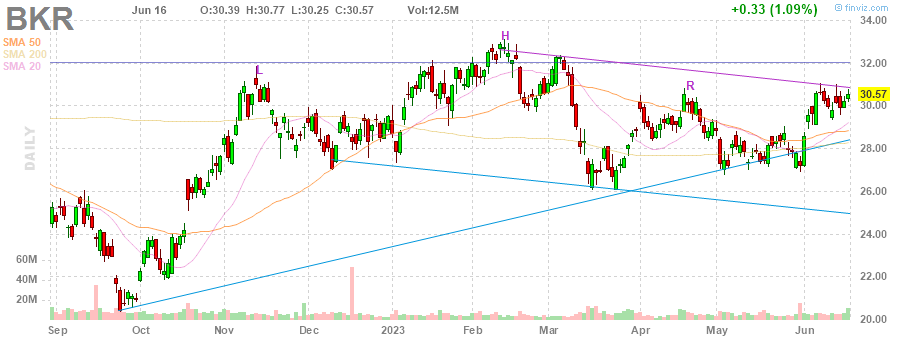 BKR Jun 16 O:30.39 H:30.77 L:30.25 C:30.57 Vol:12.5M +0.33 (1.09%) © finviz.com
SMA 50
SMA 200
SMA 20
DAILY
L
H
R
34.00
32.00
30.57
30.00
28.00
26.00
24.00
22.00
20.00
60M
40M
20M
Sep Oct Nov Dec 2023 Feb Mar Apr May Jun